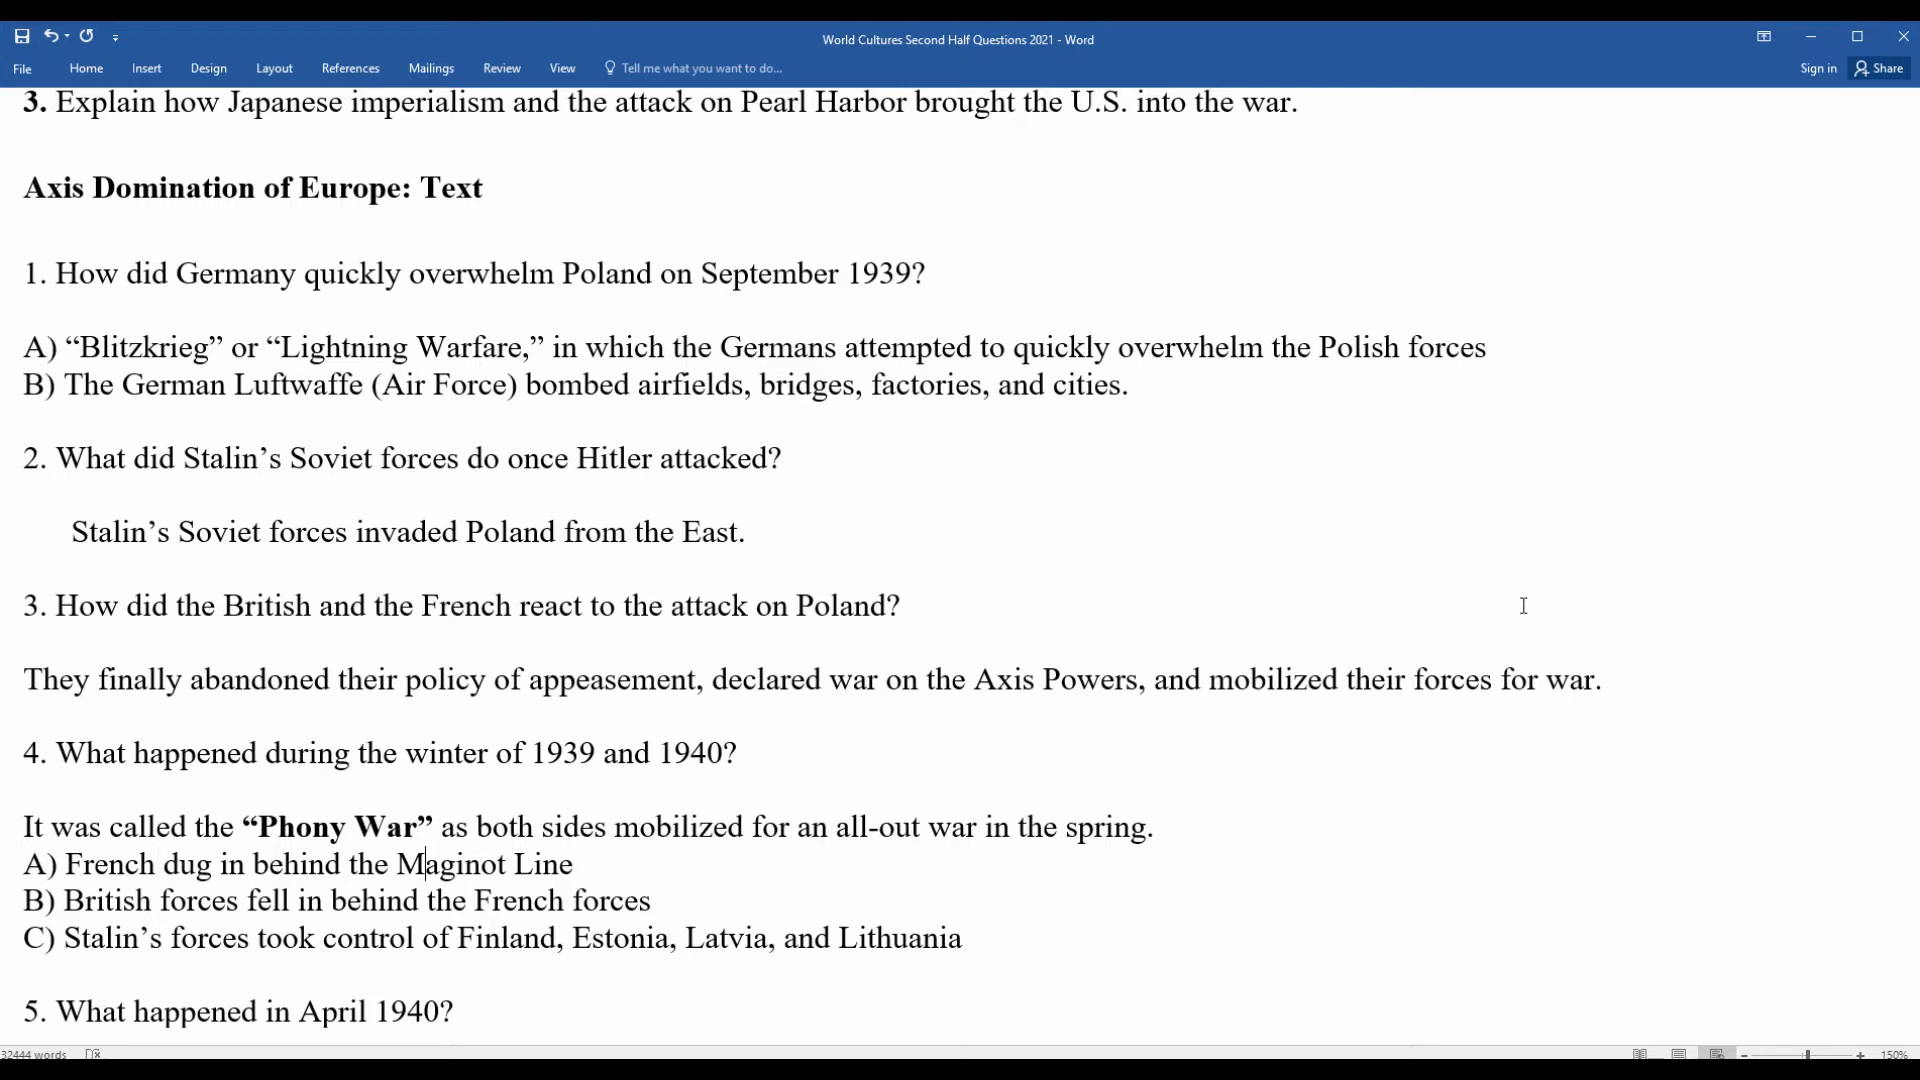 World Cultures Second Half Questions 2021 - Word
File Home Insert Design Layout References Mailings Review View Tell me what you want to do... Sign in Share
3. Explain how Japanese imperialism and the attack on Pearl Harbor brought the U.S. into the war.
Axis Domination of Europe: Text
1. How did Germany quickly overwhelm Poland on September 1939?
A) “Blitzkrieg” or “Lightning Warfare,” in which the Germans attempted to quickly overwhelm the Polish forces
B) The German Luftwaffe (Air Force) bombed airfields, bridges, factories, and cities.
2. What did Stalin’s Soviet forces do once Hitler attacked?
Stalin’s Soviet forces invaded Poland from the East.
3. How did the British and the French react to the attack on Poland?
They finally abandoned their policy of appeasement, declared war on the Axis Powers, and mobilized their forces for war.
4. What happened during the winter of 1939 and 1940?
It was called the “Phony War” as both sides mobilized for an all-out war in the spring.
A) French dug in behind the Maginot Line
B) British forces fell in behind the French forces
C) Stalin’s forces took control of Finland, Estonia, Latvia, and Lithuania
5. What happened in April 1940?
32444 words 150%